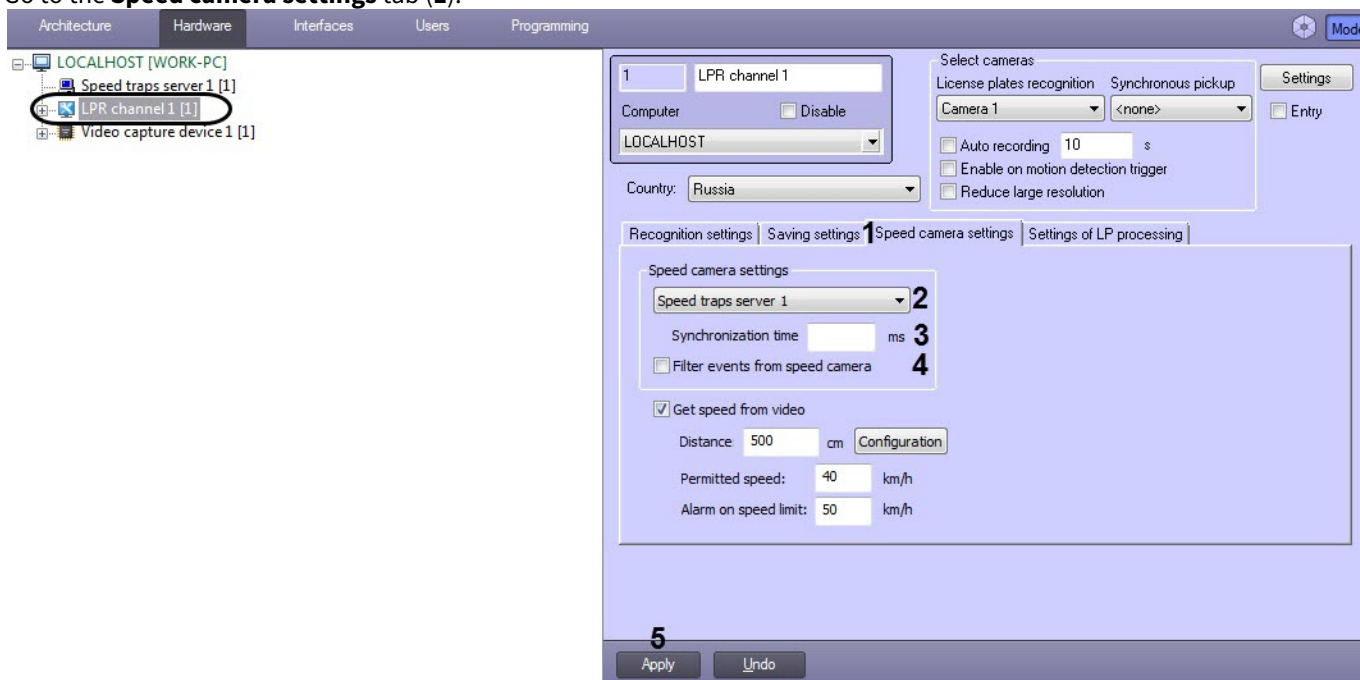 Go to the Speed camera settings tab (1).
Architecture Hardware Interfaces Users Programming
LOCALHOST [WORK-PC]
Speed traps server 1 [1]
LPR channel 1 [1]
Video capture device 1 [1]
1 LPR channel 1
Computer Disable
LOCALHOST
Country: Russia
Select cameras
License plates recognition Synchronous pickup
Camera 1 <none>
Auto recording 10 s
Enable on motion detection trigger
Reduce large resolution
Settings
Entry
Recognition settings Saving settings 1 Speed camera settings Settings of LP processing
Speed camera settings
Speed traps server 1 2
Synchronization time ms 3
Filter events from speed camera 4
Get speed from video
Distance 500 cm Configuration
Permitted speed: 40 km/h
Alarm on speed limit: 50 km/h
5
Apply Undo